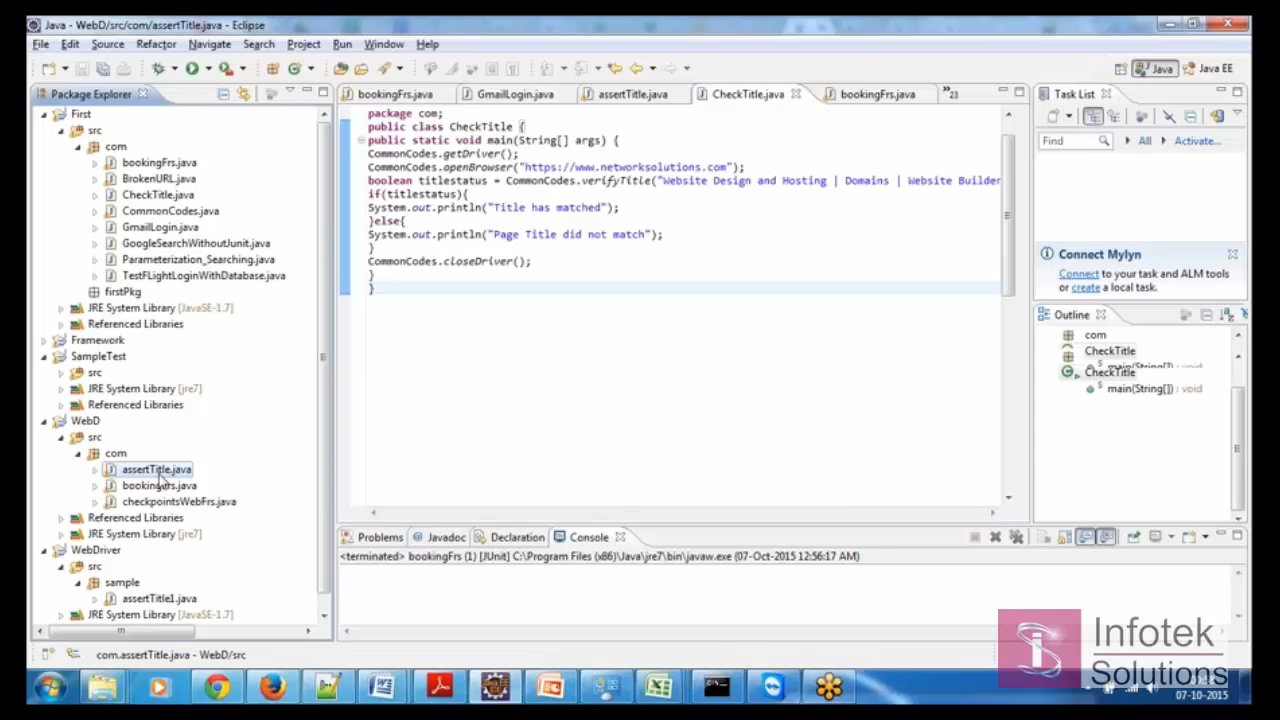 Java - WebD/src/com/assertTitle.java - Eclipse
File Edit Source Refactor Navigate Search Project Run Window Help
Java Java EE
Package Explorer
First
src
com
bookingFrs.java
BrokenURL.java
CheckTitle.java
CommonCodes.java
GmailLogin.java
GoogleSearchWithoutJunit.java
Parameterization_Searching.java
TestFLightLoginWithDatabase.java
firstPkg
JRE System Library [JavaSE-1.7]
Referenced Libraries
Framework
SampleTest
src
JRE System Library [jre7]
Referenced Libraries
WebD
src
com
assertTitle.java
bookingFrs.java
checkpointsWebFrs.java
Referenced Libraries
JRE System Library [jre7]
WebDriver
src
sample
assertTitle1.java
JRE System Library [JavaSE-1.7]
bookingFrs.java GmailLogin.java assertTitle.java CheckTitle.java bookingFrs.java »23
package com;
public class CheckTitle {
public static void main(String[] args) {
CommonCodes.getDriver();
CommonCodes.openBrowser("https://www.networksolutions.com");
boolean titlestatus = CommonCodes.verifyTitle("Website Design and Hosting | Domains | Website Builder
if(titlestatus){
System.out.println("Title has matched");
}else{
System.out.println("Page Title did not match");
}
CommonCodes.closeDriver();
}
}
Task List
Find All Activate...
Connect Mylyn
Connect to your task and ALM tools
or create a local task.
Outline
com
CheckTitle
main(String[]) : void
CheckTitle
main(String[]) : void
Problems Javadoc Declaration Console
<terminated> bookingFrs (1) [JUnit] C:\Program Files (x86)\Java\jre7\bin\javaw.exe (07-Oct-2015 12:56:17 AM)
com.assertTitle.java - WebD/src
Infotek
Solutions
07-10-2015